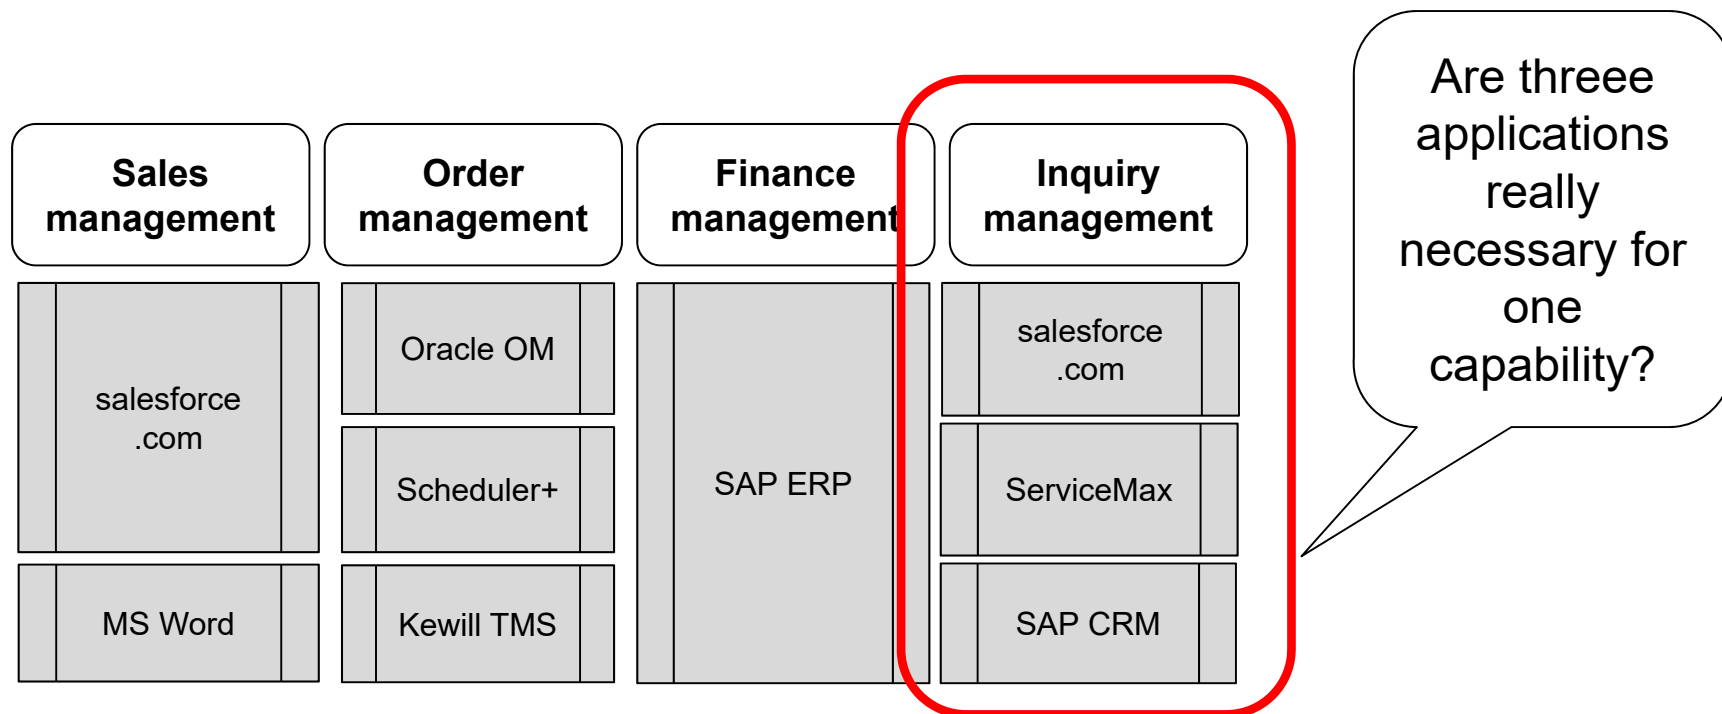 Sales
management
salesforce
.com
MS Word
Order
management
Oracle OM
Scheduler+
Kewill TMS
Finance
management
SAP ERP
Inquiry
management
salesforce
.com
ServiceMax
SAP CRM
Are threee
applications
really
necessary for
one
capability?